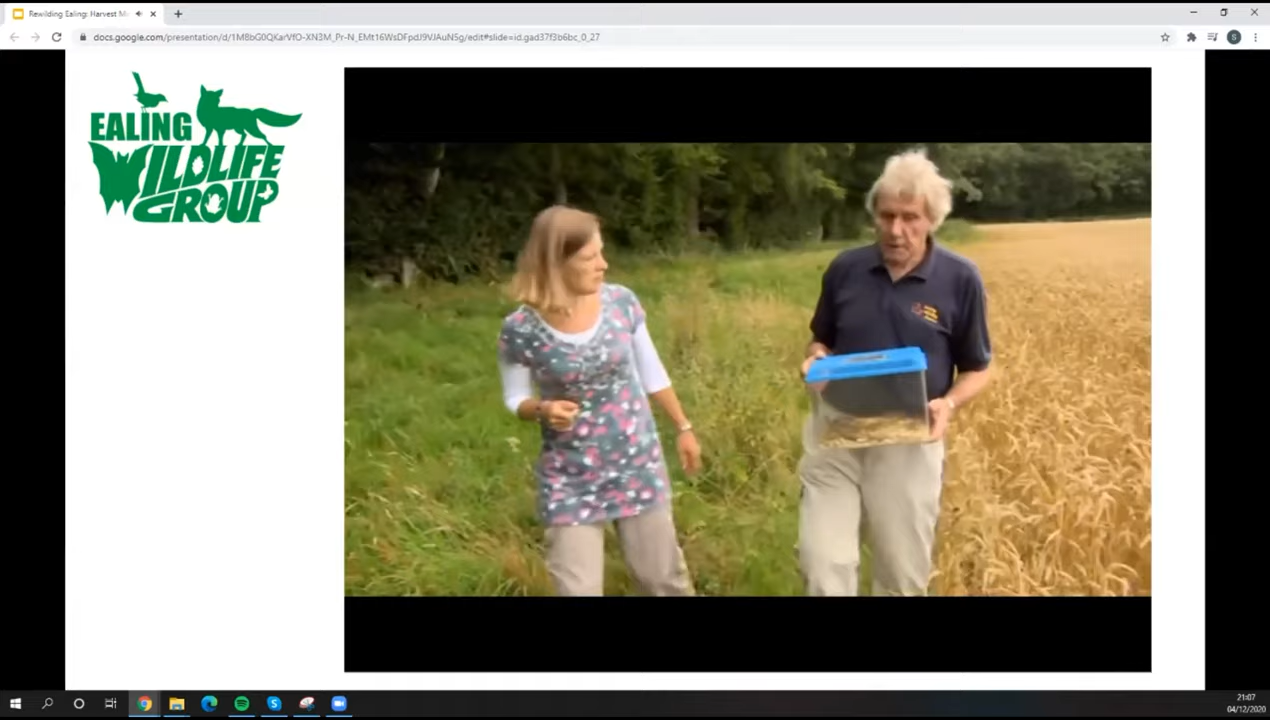 Rewilding Ealing: Harvest M
docs.google.com/presentation/d/1MBbG0QKarVfO-XN3M_Pr-N_EMt16WsDFpdJ9VJAuN5g/edit#slide=id.gad37f3b6bc_0_27
S
EALING
WILDLIFE
GROUP
21:07
04/12/2020